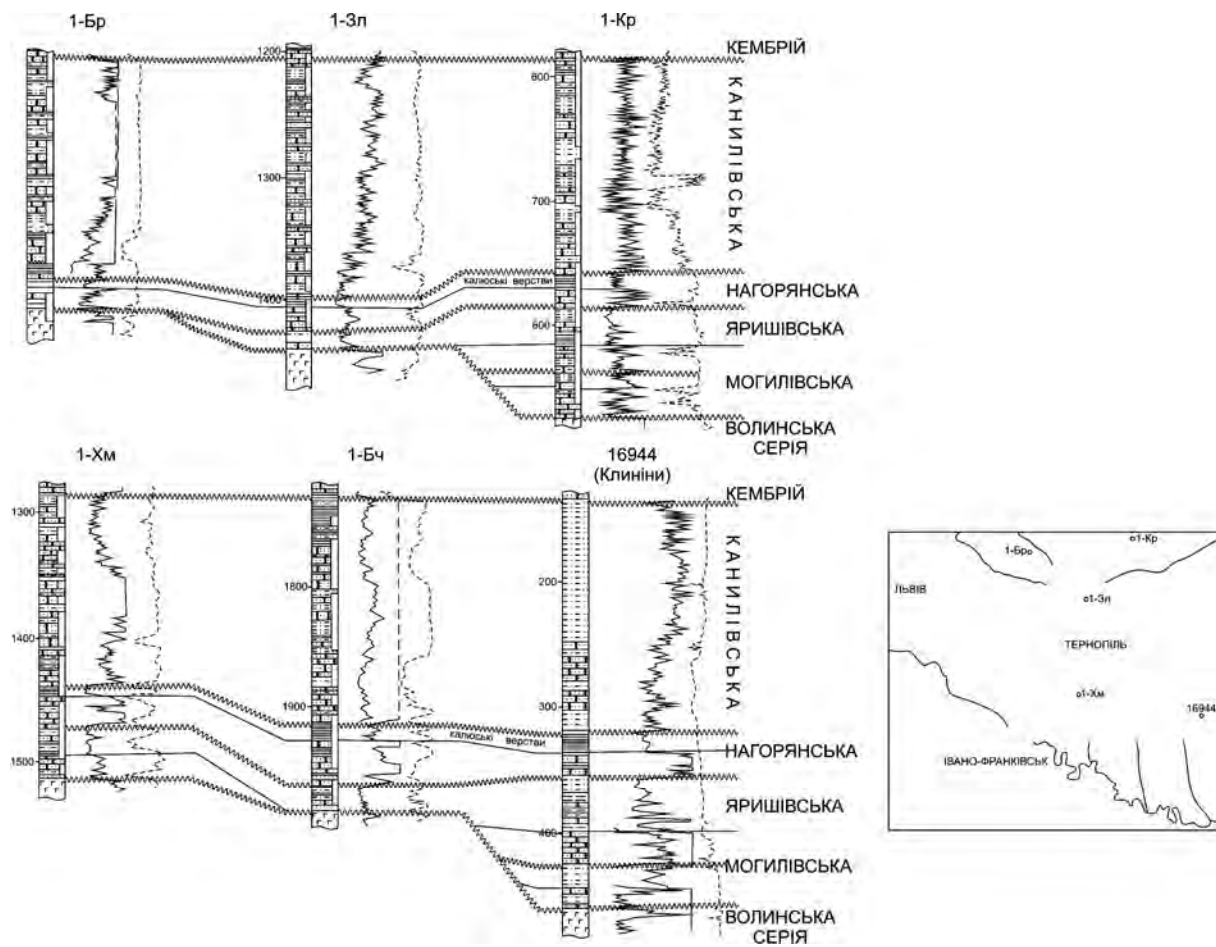 1-Бр
1-Зл
1-Кр
1200
800
КЕМБРІЙ
КАНИЛІВСЬКА
1300
700
1400
калюські верстви
НАГОРЯНСЬКА
600
ЯРИШІВСЬКА
МОГИЛІВСЬКА
ВОЛИНСЬКА
СЕРІЯ
1-Хм
1-Бч
16944
(Клиніни)
КЕМБРІЙ
1300
КАНИЛІВСЬКА
1800
200
1400
1900
300
калюські верстви
НАГОРЯНСЬКА
1500
ЯРИШІВСЬКА
400
МОГИЛІВСЬКА
ВОЛИНСЬКА
СЕРІЯ
1-Бр
1-Кр
ЛЬВІВ
1-Зл
ТЕРНОПІЛЬ
1-Хм
16944
ІВАНО-ФРАНКІВСЬК